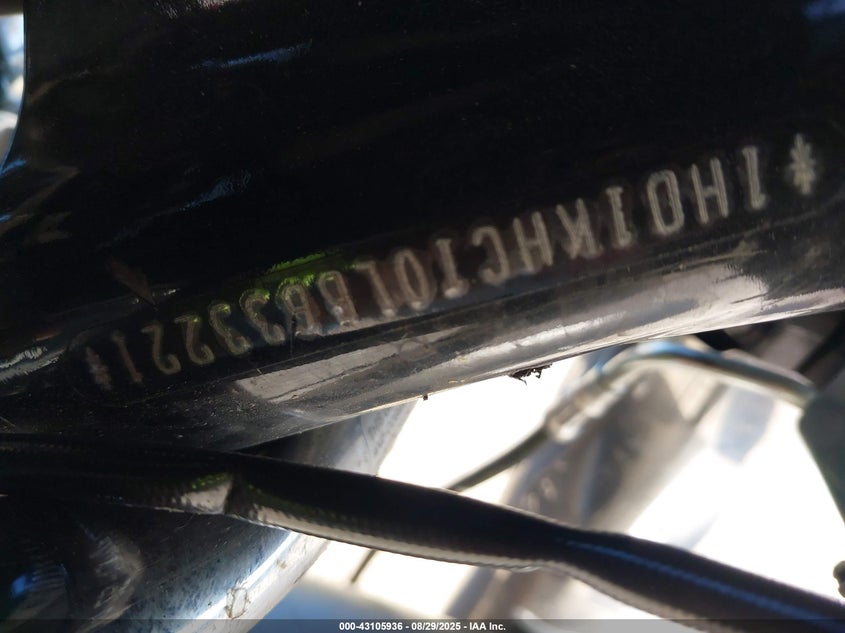 *1HD1KHC10LB633221*
000-43105936 - 08/29/2025 - IAA Inc.